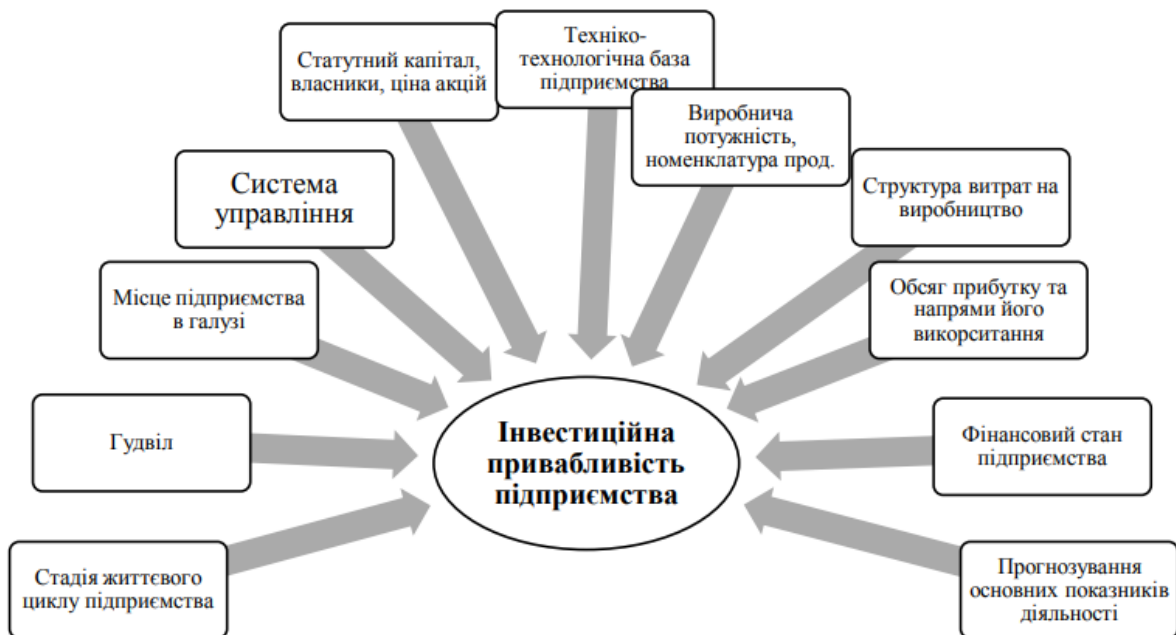 Статутний капітал,
власники, ціна акцій
Техніко-
технологічна база
підприємства
Виробнича
потужність,
номенклатура прод.
Система
управління
Структура витрат на
виробництво
Місце підприємства
в галузі
Обсяг прибутку та
напрями його
викорситання
Гудвіл
Інвестиційна
привабливість
підприємства
Фінансовий стан
підприємства
Стадія життєвого
циклу підприємства
Прогнозування
основних показників
діяльності